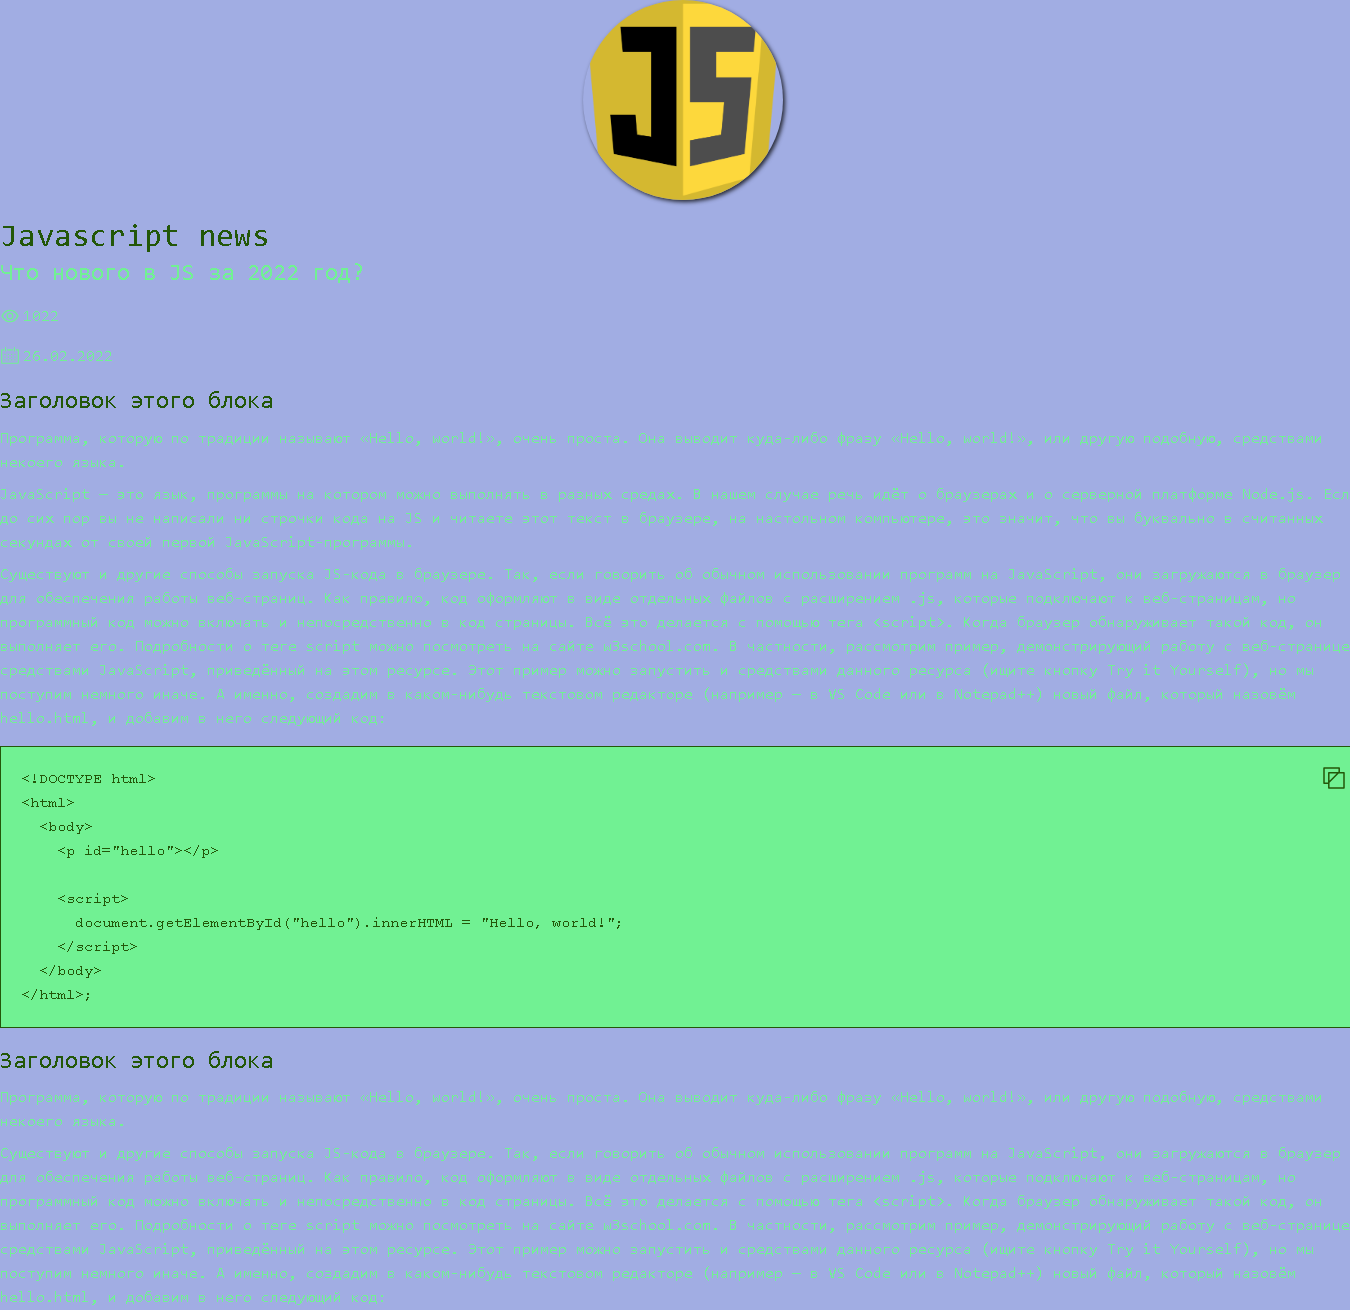 JS
Javascript news
Что нового в JS за 2022 год?
1022
26.02.2022
Заголовок этого блока
Программа, которую по традиции называют «Hello, world!», очень проста. Она выводит куда-либо фразу «Hello, world!», или другую подобную, средствами
некоего языка.
JavaScript — это язык, программы на котором можно выполнять в разных средах. В нашем случае речь идёт о браузерах и о серверной платформе Node.js. Есл
до сих пор вы не написали ни строчки кода на JS и читаете этот текст в браузере, на настольном компьютере, это значит, что вы буквально в считанных
секундах от своей первой JavaScript-программы.
Существуют и другие способы запуска JS-кода в браузере. Так, если говорить об обычном использовании программ на JavaScript, они загружаются в браузер
для обеспечения работы веб-страниц. Как правило, код оформляют в виде отдельных файлов с расширением .js, которые подключают к веб-страницам, но
программный код можно включать и непосредственно в код страницы. Всё это делается с помощью тега <script>. Когда браузер обнаруживает такой код, он
выполняет его. Подробности о теге script можно посмотреть на сайте w3school.com. В частности, рассмотрим пример, демонстрирующий работу с веб-страницей
средствами JavaScript, приведённый на этом ресурсе. Этот пример можно запустить и средствами данного ресурса (ищите кнопку Try it Yourself), но мы
поступим немного иначе. А именно, создадим в каком-нибудь текстовом редакторе (например — в VS Code или в Notepad++) новый файл, который назовём
hello.html, и добавим в него следующий код:
<!DOCTYPE html>
<html>
<body>
<p id="hello"></p>
<script>
document.getElementById("hello").innerHTML = "Hello, world!";
</script>
</body>
</html>;
Заголовок этого блока
Программа, которую по традиции называют «Hello, world!», очень проста. Она выводит куда-либо фразу «Hello, world!», или другую подобную, средствами
некоего языка.
Существуют и другие способы запуска JS-кода в браузере. Так, если говорить об обычном использовании программ на JavaScript, они загружаются в браузер
для обеспечения работы веб-страниц. Как правило, код оформляют в виде отдельных файлов с расширением .js, которые подключают к веб-страницам, но
программный код можно включать и непосредственно в код страницы. Всё это делается с помощью тега <script>. Когда браузер обнаруживает такой код, он
выполняет его. Подробности о теге script можно посмотреть на сайте w3school.com. В частности, рассмотрим пример, демонстрирующий работу с веб-страницей
средствами JavaScript, приведённый на этом ресурсе. Этот пример можно запустить и средствами данного ресурса (ищите кнопку Try it Yourself), но мы
поступим немного иначе. А именно, создадим в каком-нибудь текстовом редакторе (например — в VS Code или в Notepad++) новый файл, который назовём
hello.html, и добавим в него следующий код: